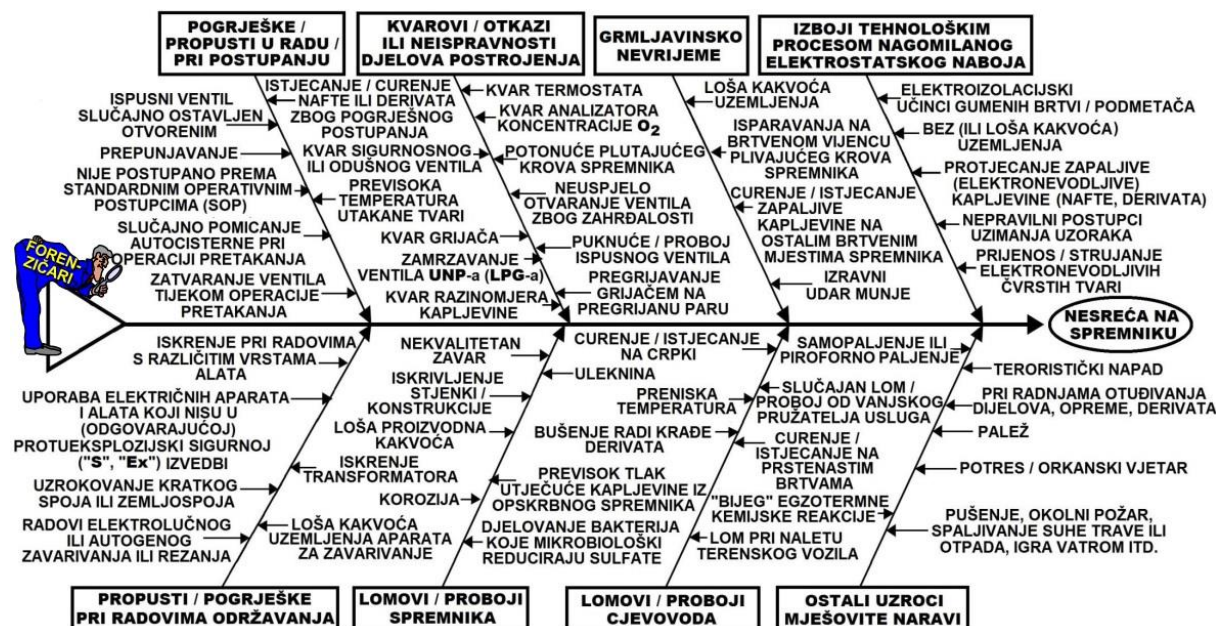 POGRJEŠKE /
PROPUSTI U RADU /
PRI POSTUPANJU
KVAROVI / OTKAZI
ILI NEISPRAVNOSTI
DJELOVA POSTROJENJA
GRMLJAVINSKO
NEVRIJEME
IZBOJI TEHNOLOŠKIM
PROCESOM NAGOMILANOG
ELEKTROSTATSKOG NABOJA
ISTJECANJE / CURENJE
NAFTE ILI DERIVATA
ZBOG POGREŠNOG
POSTUPANJA
ISPUSNI VENTIL
SLUČAJNO OSTAVLJEN
OTVORENIM
PREPUNJAVANJE
NIJE POSTUPANO PREMA
STANDARDNIM OPERATIVNIM
POSTUPCIMA (SOP)
PREVISOKA
TEMPERATURA
UTAKANE TVARI
SLUČAJNO POMICANJE
AUTOCISTERNE PRI
OPERACIJI PRETAKANJA
ZATVARANJE VENTILA
TIJEKOM OPERACIJE
PRETAKANJA
KVAR TERMOSTATA
KVAR ANALIZATORA
KONCENTRACIJE O₂
KVAR SIGURNOSNOG
ILI ODUŠNOG VENTILA
POTONUĆE PLUTAJUĆEG
KROVA SPREMNIKA
NEUSPJELO
OTVARANJE VENTILA
ZBOG ZAHRĐALOSTI
KVAR GRIJAČA
ZAMRZAVANJE
VENTILA UNP-a (LPG-a)
PUKNUĆE / PROBOJ
ISPUSNOG VENTILA
KVAR RAZINOMJERA
KAPLJEVINE
PREGRIJAVANJE
GRIJAČEM NA
PREGRIJANU PARU
LOŠA KAKVOĆA
UZEMLJENJA
ISPARAVANJA NA
BRTVENOM VIJENCU
PLIVAJUĆEG KROVA
SPREMNIKA
CURENJE / ISTJECANJE
ZAPALJIVE
KAPLJEVINE NA
OSTALIM BRTVENIM
MJESTIMA SPREMNIKA
IZRAVNI
UDAR MUNJE
ELEKTROIZOLACIJSKI
UČINCI GUMENIH BRTVI / PODMETAČA
BEZ (ILI LOŠA KAKVOĆA)
UZEMLJENJA
PROTJECANJE ZAPALJIVE
(ELEKTRONEVODLJIVE)
KAPLJEVINE (NAFTE, DERIVATA)
NEPRAVILNI POSTUPCI
UZIMANJA UZORAKA
PRIJENOS / STRUJANJE
ELEKTRONEVODLJIVIH
ČVRSTIH TVARI
FOREN-
ZIČARI
NESREĆA NA
SPREMNIKU
ISKRENJE PRI RADOVIMA
S RAZLIČITIM VRSTAMA
ALATA
UPORABA ELEKTRIČNIH APARATA
I ALATA KOJI NISU U
(ODGOVARAJUĆOJ)
PROTUEKSPLOZIJSKI SIGURNOJ
("S", "Ex") IZVEDBI
UZROKOVANJE KRATKOG
SPOJA ILI ZEMLJOSPOJA
ISKRENJE
TRANSFORMATORA
RADOVI ELEKTROLUČNOG
ILI AUTOGENOG
ZAVARIVANJA ILI REZANJA
LOŠA KAKVOĆA
UZEMLJENJA APARATA
ZA ZAVARIVANJE
NEKVALITETAN
ZAVAR
ULEKNINA
ISKRIVLJENJE
STJENKI /
KONSTRUKCIJE
LOŠA PROIZVODNA
KAKVOĆA
KOROZIJA
PREVISOK TLAK
UTJEČUĆE KAPLJEVINE IZ
OPSKRBNOG SPREMNIKA
DJELOVANJE BAKTERIJA
KOJE MIKROBIOLOŠKI
REDUCIRAJU SULFATE
CURENJE / ISTJECANJE
NA CRPKI
PRENISKA
TEMPERATURA
SLUČAJAN LOM /
PROBOJ OD VANJSKOG
PRUŽATELJA USLUGA
BUŠENJE RADI KRAĐE
DERIVATA
CURENJE /
ISTJECANJE NA
PRSTENASTIM
BRTVAMA
"BIJEG" EGZOTERMNE
KEMIJSKE REAKCIJE
LOM PRI NALETU
TERENSKOG VOZILA
SAMOPALJENJE ILI
PIROFORNO PALJENJE
TERORISTIČKI NAPAD
PRI RADNJAMA OTUĐIVANJA
DIJELOVA, OPREME, DERIVATA
PALEŽ
POTRES / ORKANSKI VJETAR
PUŠENJE, OKOLNI POŽAR,
SPALJIVANJE SUHE TRAVE ILI
OTPADA, IGRA VATROM ITD.
PROPUSTI / POGRJEŠKE
PRI RADOVIMA ODRŽAVANJA
LOMOVI / PROBOJI
SPREMNIKA
LOMOVI / PROBOJI
CJEVOVODA
OSTALI UZROCI
MJEŠOVITE NARAVI